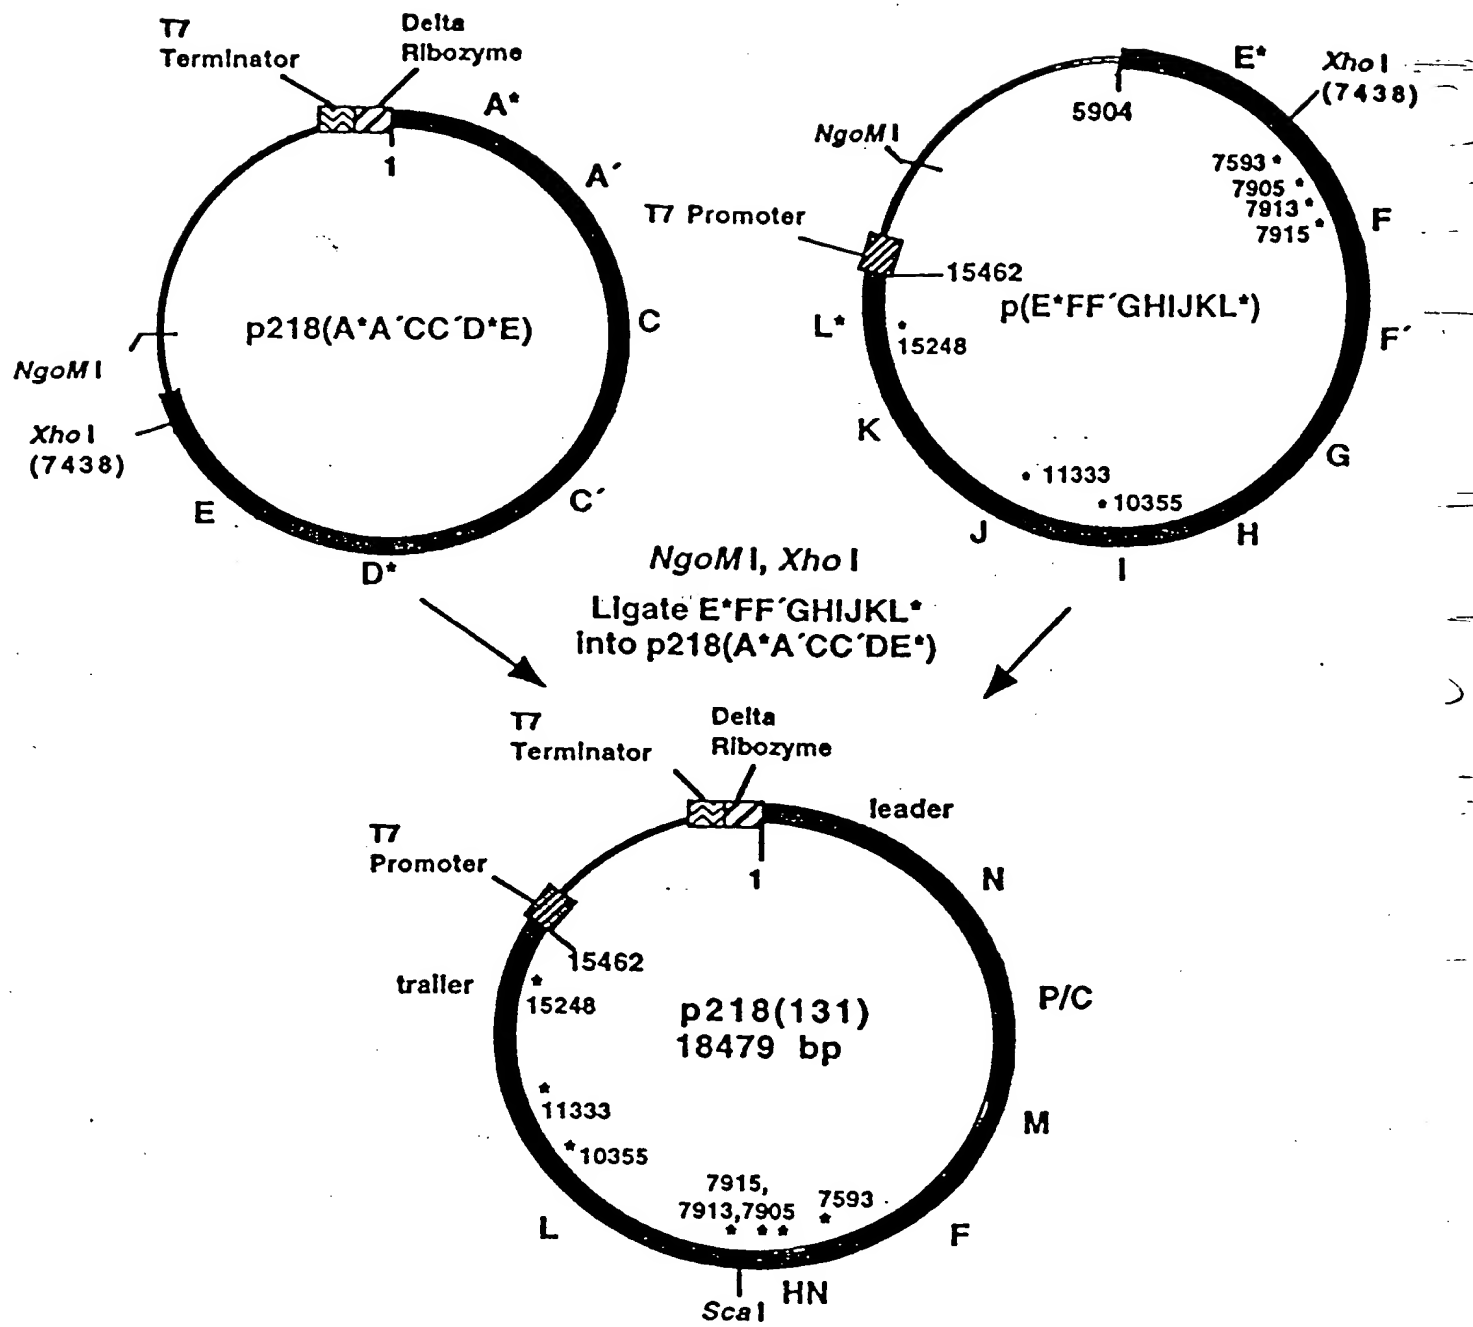 T7
Terminator
Delta
Ribozyme
A*
1
A´
C
C´
D*
E
NgoM I
Xho I
(7438)
p218(A*A´CC´D*E)
E*
Xho I
(7438)
5904
NgoM I
7593*
7905*
7913*
7915*
F
T7 Promoter
15462
p(E*FF´GHIJKL*)
L*
*
15248
F´
K
G
* 11333
*10355
J
H
I
NgoM I, Xho I
Ligate E*FF´GHIJKL*
into p218(A*A´CC´DE*)
T7
Terminator
Delta
Ribozyme
leader
T7
Promoter
1
N
15462
trailer
*
15248
P/C
p218(131)
18479 bp
*
11333
M
*10355
7915,
7913,7905
7593
* * * *
L
F
HN
Sca I